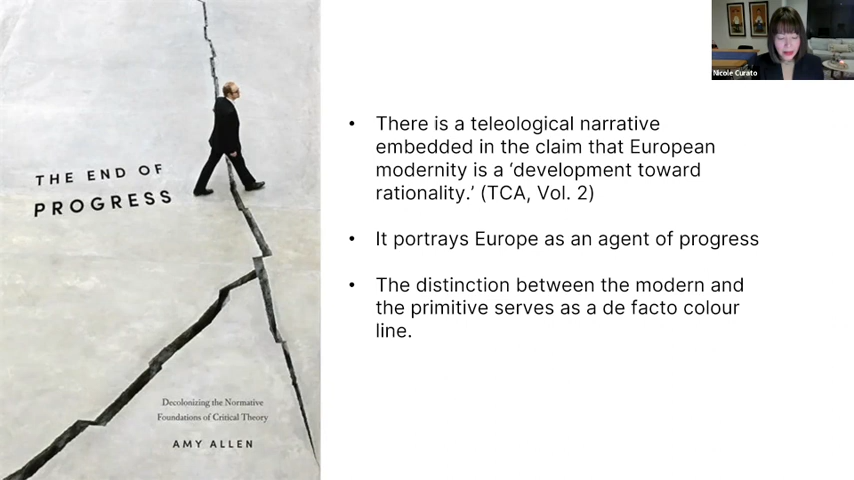 THE END OF
PROGRESS
Decolonizing the Normative
Foundations of Critical Theory
AMY ALLEN
• There is a teleological narrative
embedded in the claim that European
modernity is a ‘development toward
rationality.’ (TCA, Vol. 2)
• It portrays Europe as an agent of progress
• The distinction between the modern and
the primitive serves as a de facto colour
line.
Nicole Curato